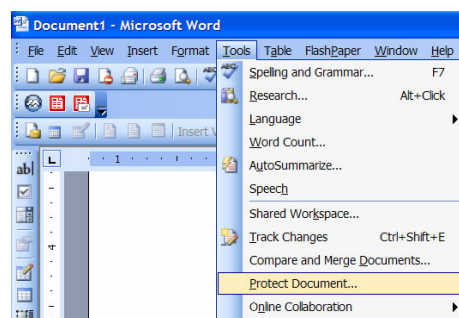 Document1 - Microsoft Word
File Edit View Insert Format Tools Table FlashPaper Window Help
Spelling and Grammar... F7
Research... Alt+Click
Language
Insert
Word Count...
L 1
ab|
AutoSummarize...
Speech
Shared Workspace...
Track Changes Ctrl+Shift+E
Compare and Merge Documents...
Protect Document...
Online Collaboration